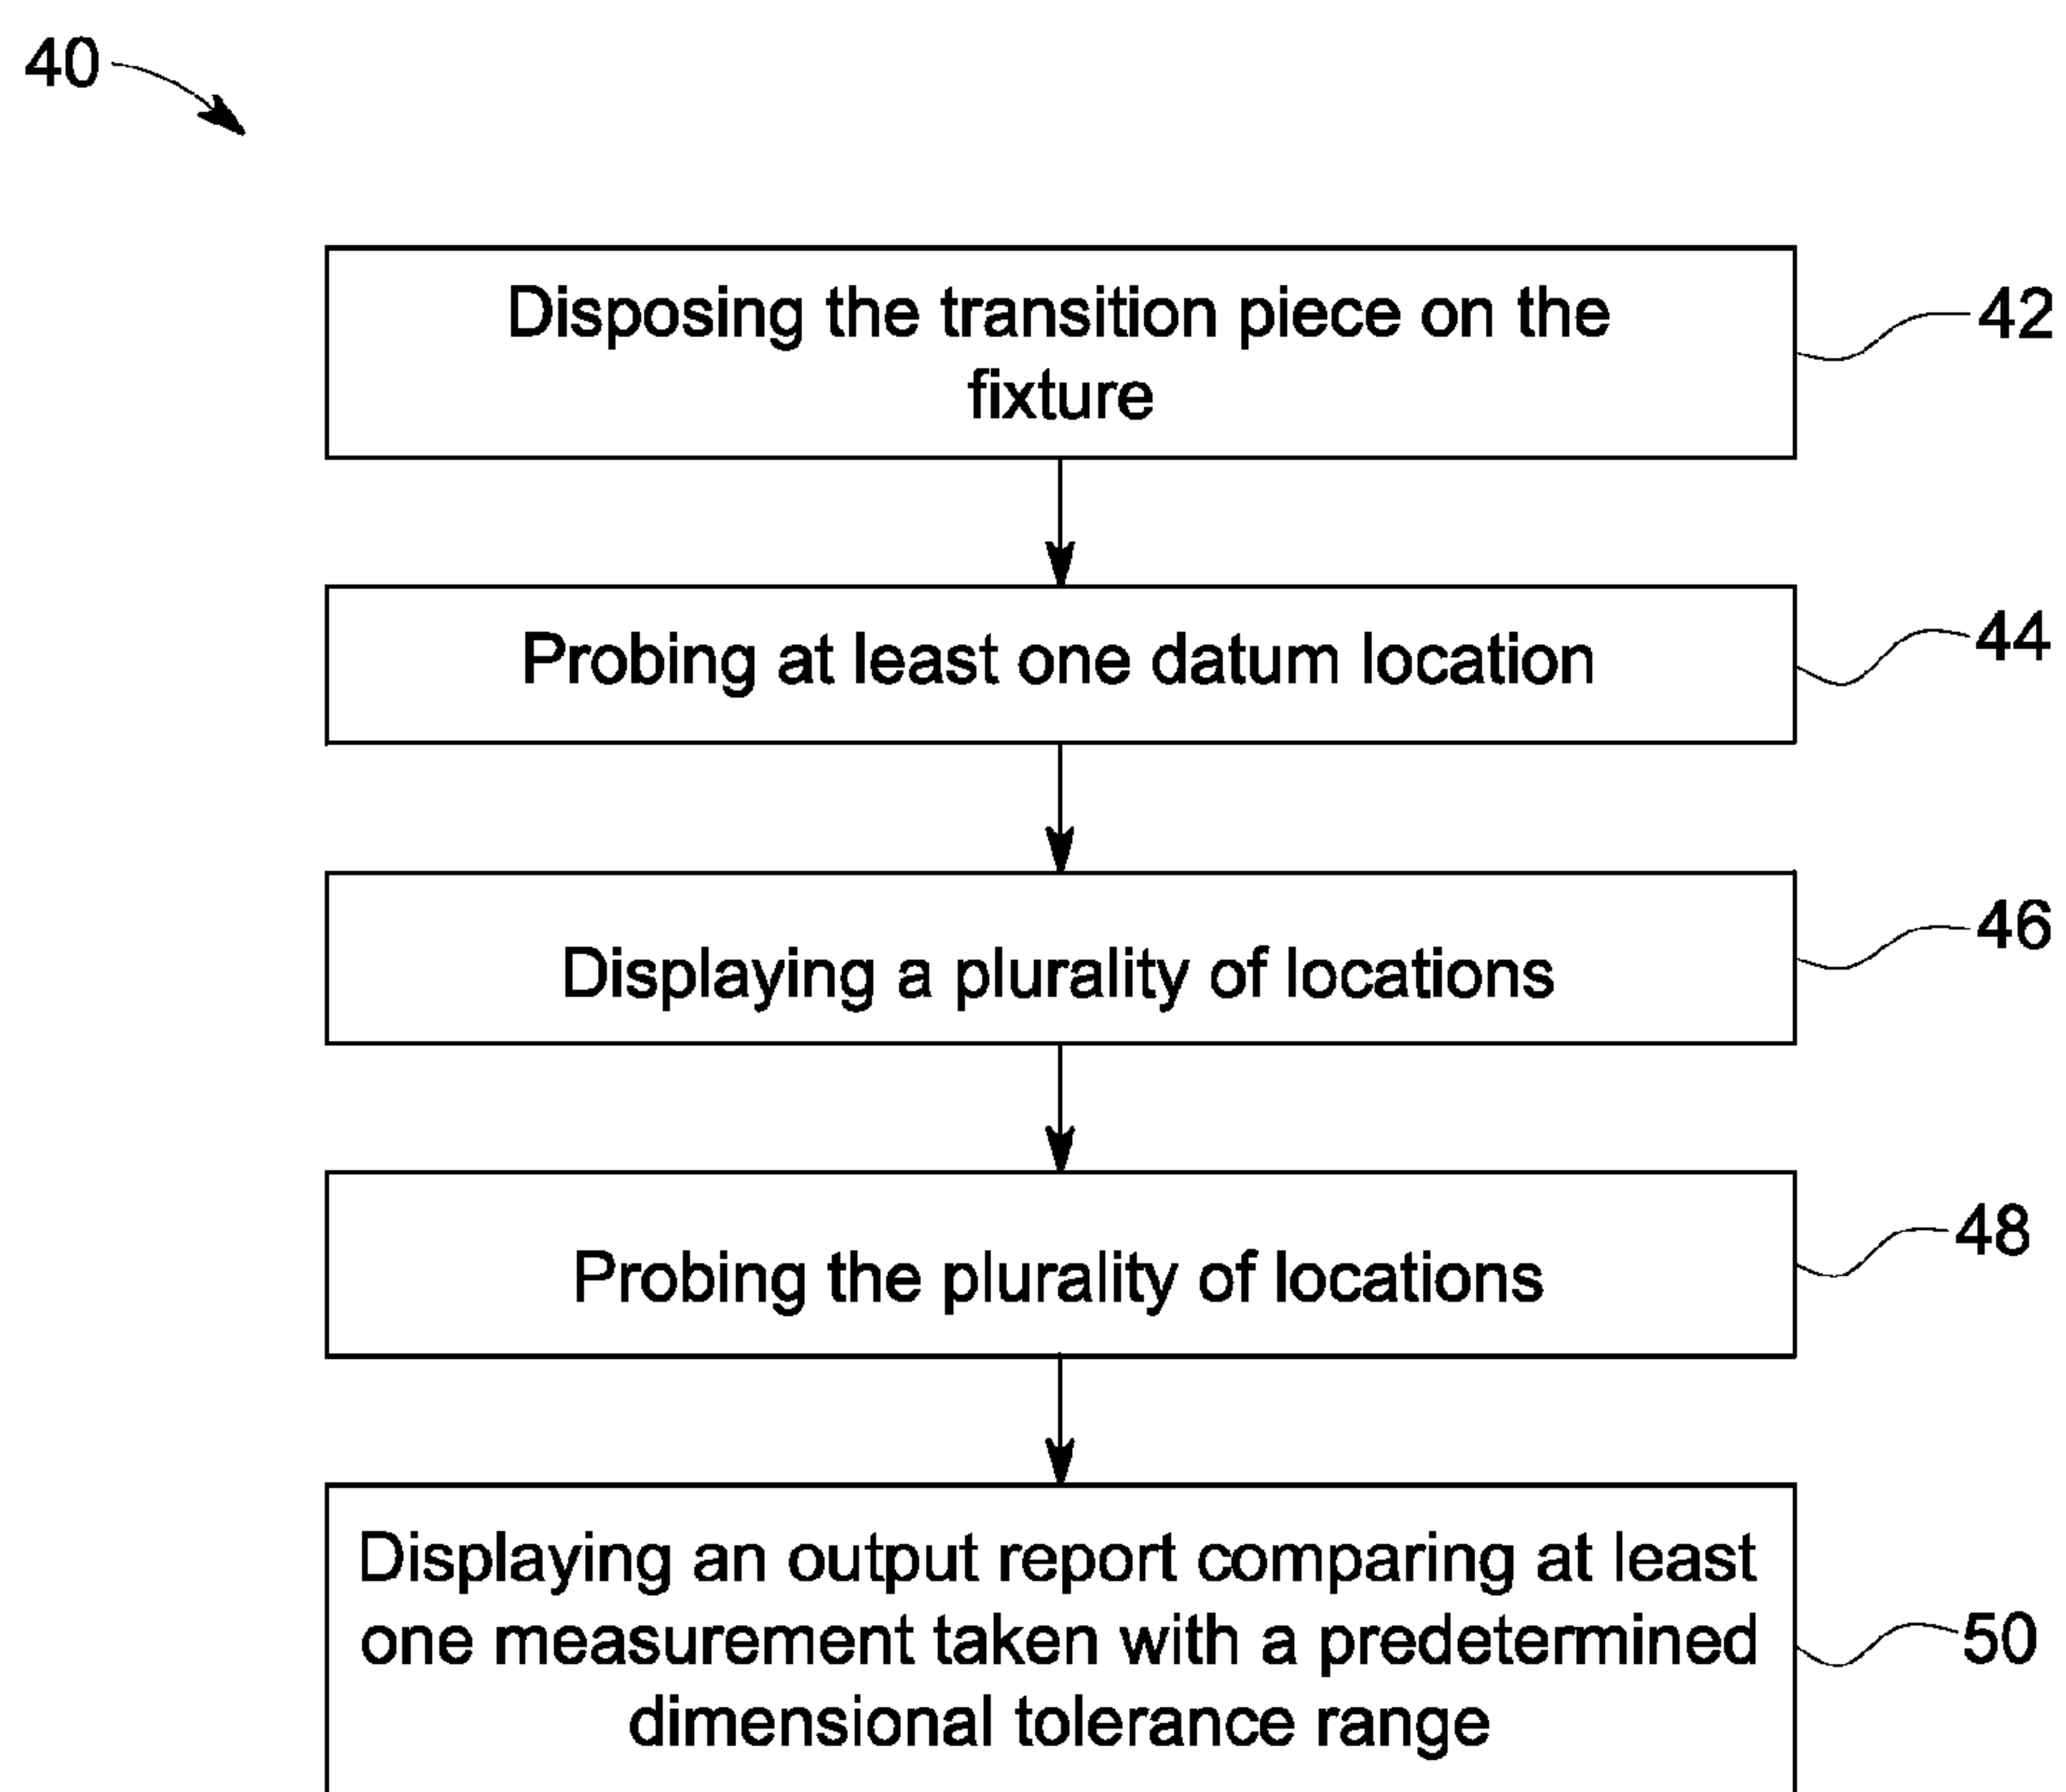 40
Disposing the transition piece on the
fixture
42
Probing at least one datum location
44
Displaying a plurality of locations
46
Probing the plurality of locations
48
Displaying an output report comparing at least
one measurement taken with a predetermined
dimensional tolerance range
50